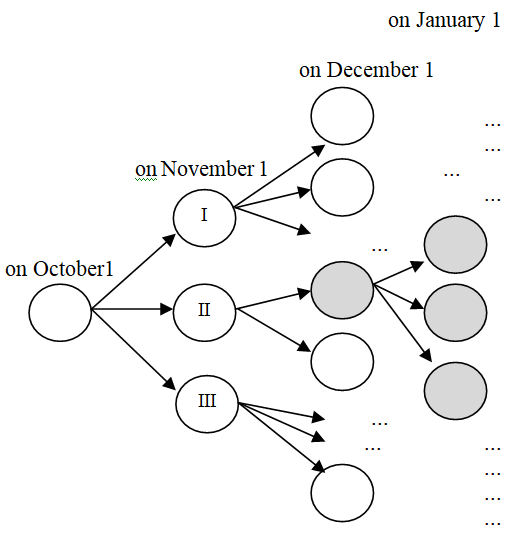 on January 1
on December 1
...
...
on November 1
...
...
I
...
on October1
II
III
...
...
...
...
...
...